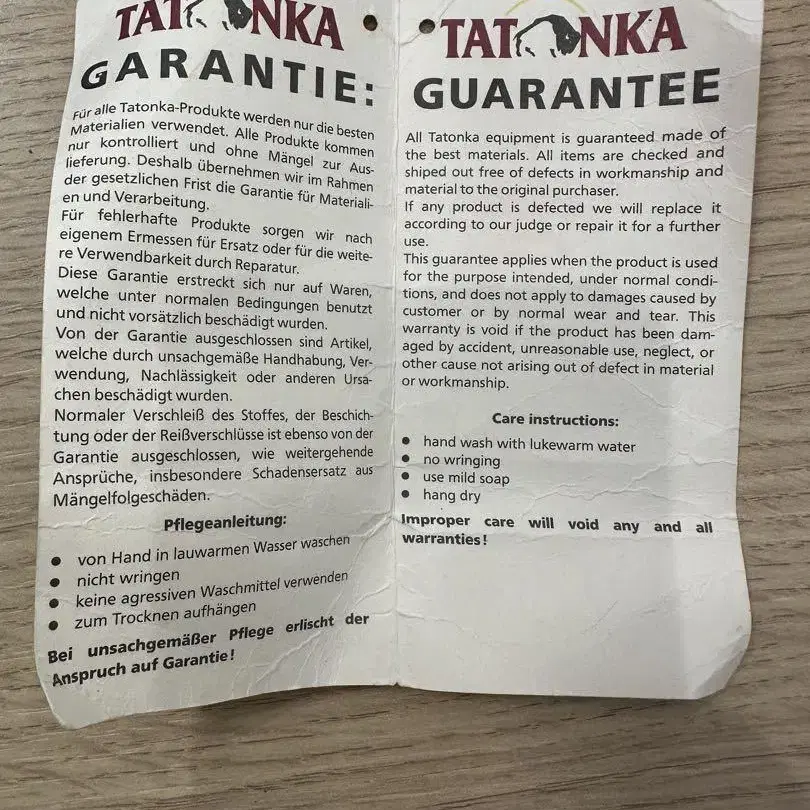 TATONKA
GARANTIE:
Für alle Tatonka-Produkte werden nur die besten
Materialien verwendet. Alle Produkte kommen
nur kontrolliert und ohne Mängel zur Aus-
lieferung. Deshalb übernehmen wir im Rahmen
der gesetzlichen Frist die Garantie für Materiali-
en und Verarbeitung.
Für fehlerhafte Produkte sorgen wir nach
eigenem Ermessen für Ersatz oder für die weite-
re Verwendbarkeit durch Reparatur.
Diese Garantie erstreckt sich nur auf Waren,
welche unter normalen Bedingungen benutzt
und nicht vorsätzlich beschädigt wurden.
Von der Garantie ausgeschlossen sind Artikel,
welche durch unsachgemäße Handhabung, Ver-
wendung, Nachlässigkeit oder anderen Ursa-
chen beschädigt wurden.
Normaler Verschleiß des Stoffes, der Beschich-
tung oder der Reißverschlüsse ist ebenso von der
Garantie ausgeschlossen, wie weitergehende
Ansprüche, insbesondere Schadensersatz aus
Mängelfolgeschäden.
Pflegeanleitung:
• von Hand in lauwarmen Wasser waschen
• nicht wringen
• keine agressiven Waschmittel verwenden
• zum Trocknen aufhängen
Bei unsachgemäßer Pflege erlischt der
Anspruch auf Garantie!
TATONKA
GUARANTEE
All Tatonka equipment is guaranteed made of
the best materials. All items are checked and
shiped out free of defects in workmanship and
material to the original purchaser.
If any product is defected we will replace it
according to our judge or repair it for a further
use.
This guarantee applies when the product is used
for the purpose intended, under normal condi-
tions, and does not apply to damages caused by
customer or by normal wear and tear. This
warranty is void if the product has been dam-
aged by accident, unreasonable use, neglect, or
other cause not arising out of defect in material
or workmanship.
Care instructions:
• hand wash with lukewarm water
• no wringing
• use mild soap
• hang dry
Improper care will void any and all
warranties!